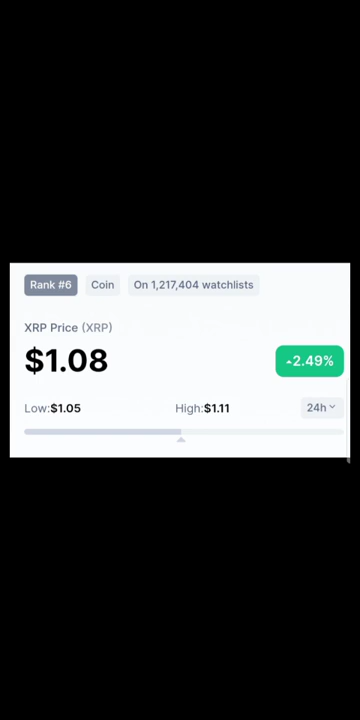 Rank #6 Coin On 1,217,404 watchlists
XRP Price (XRP)
$1.08 2.49%
Low:$1.05 High:$1.11 24h